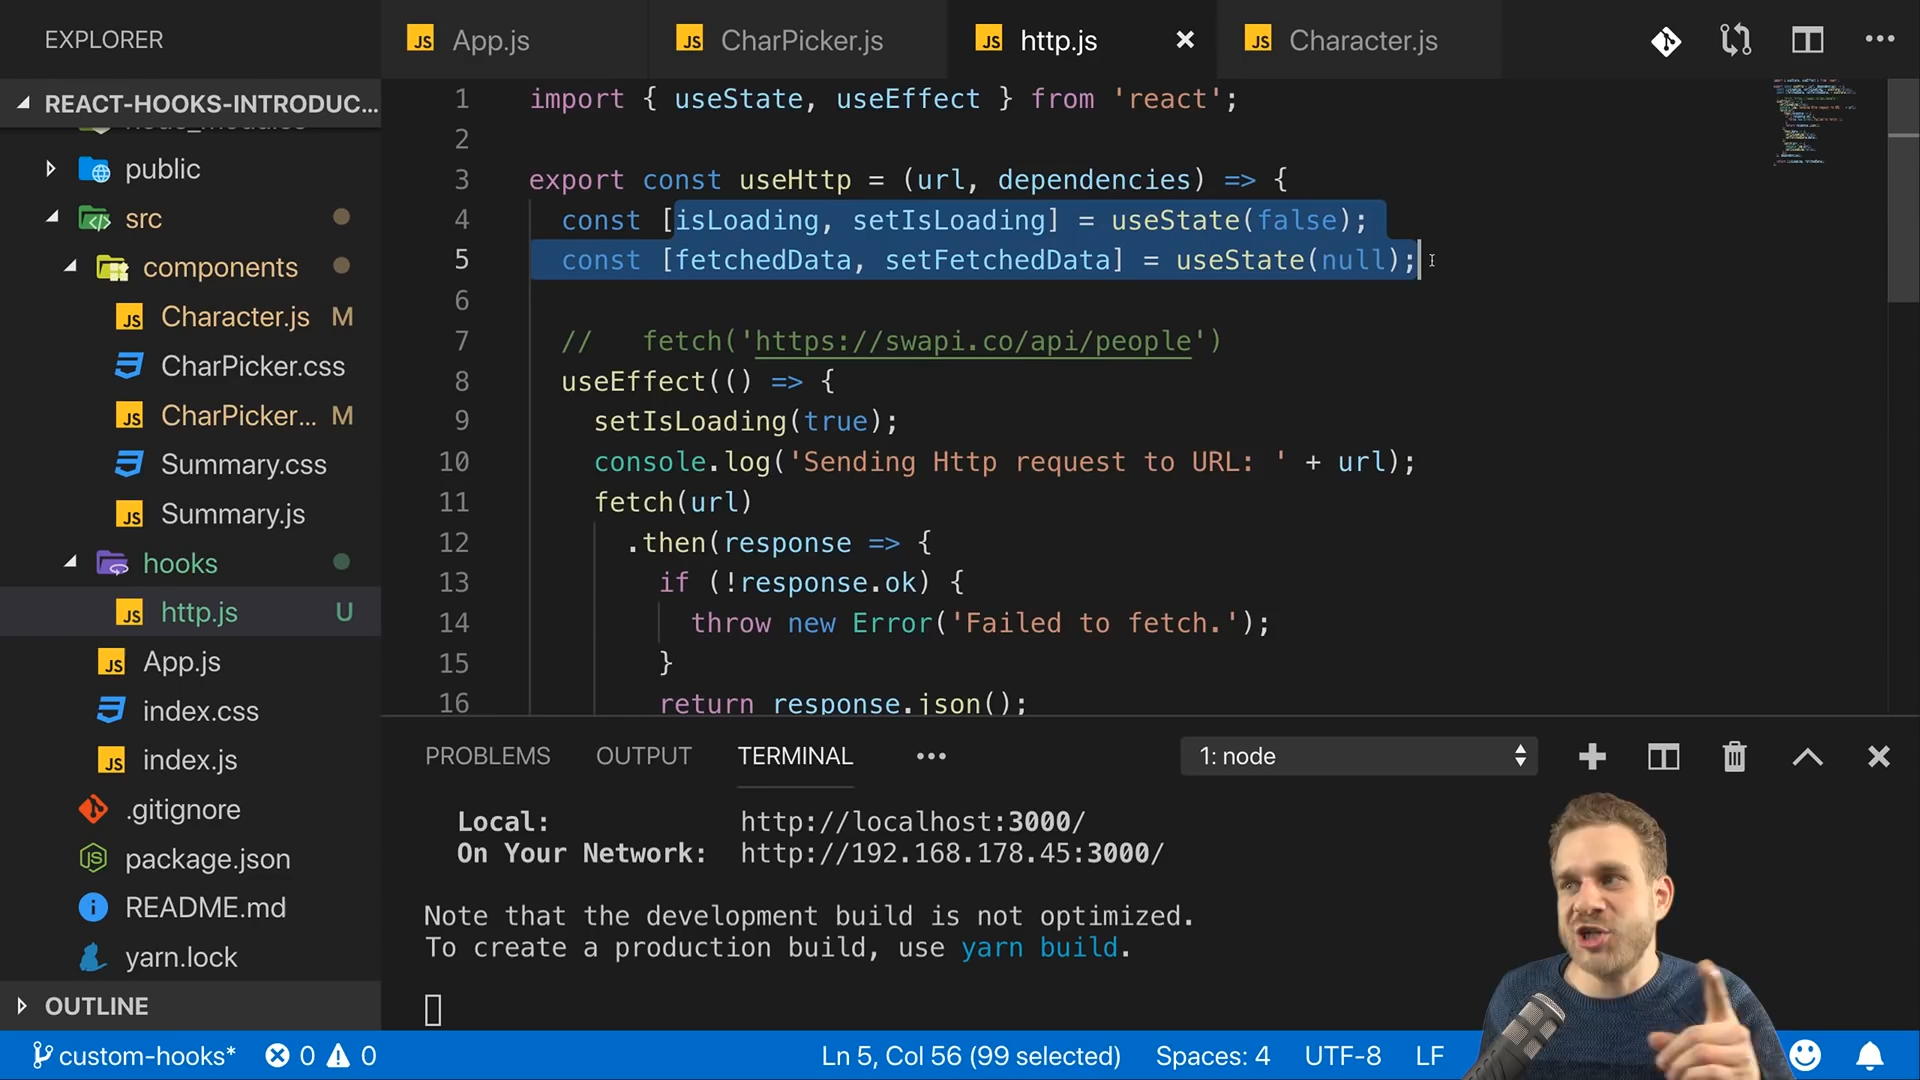 EXPLORER
App.js
CharPicker.js
http.js
Character.js
REACT-HOOKS-INTRODUC...
node_modules
public
src
components
Character.js M
CharPicker.css
CharPicker... M
Summary.css
Summary.js
hooks
http.js U
App.js
index.css
index.js
.gitignore
package.json
README.md
yarn.lock
OUTLINE
1 import { useState, useEffect } from 'react';
2
3 export const useHttp = (url, dependencies) => {
4 const [isLoading, setIsLoading] = useState(false);
5 const [fetchedData, setFetchedData] = useState(null);
6
7 //   fetch('https://swapi.co/api/people')
8 useEffect(() => {
9 setIsLoading(true);
10 console.log('Sending Http request to URL: ' + url);
11 fetch(url)
12 .then(response => {
13 if (!response.ok) {
14 throw new Error('Failed to fetch.');
15 }
16 return response.json();
PROBLEMS OUTPUT TERMINAL ••• 1: node
Local: http://localhost:3000/
On Your Network: http://192.168.178.45:3000/
Note that the development build is not optimized.
To create a production build, use yarn build.
custom-hooks* 0 0 Ln 5, Col 56 (99 selected) Spaces: 4 UTF-8 LF